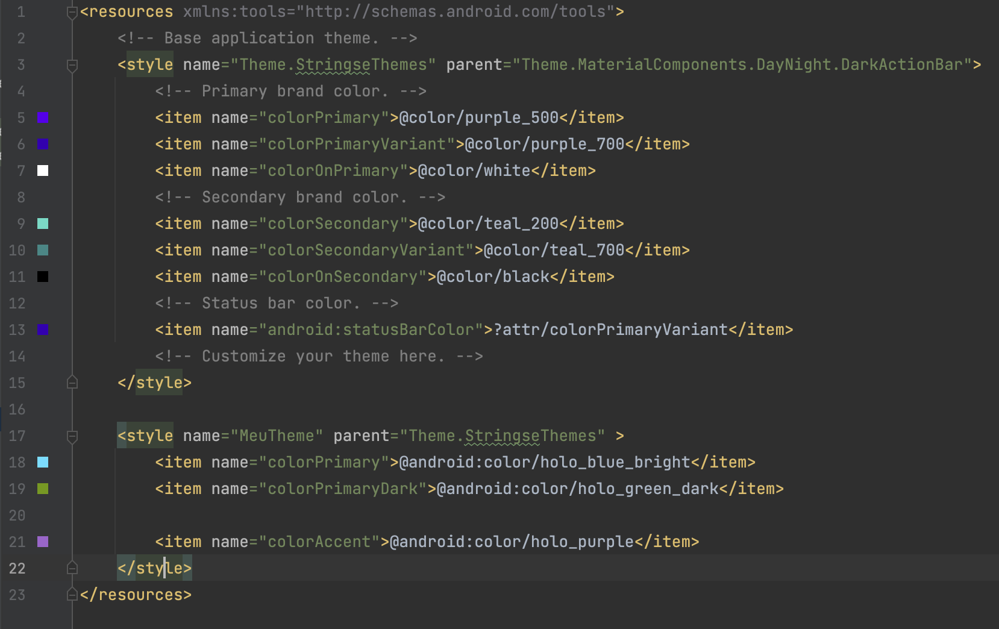 1 <resources xmlns:tools="http://schemas.android.com/tools">
2     <!-- Base application theme. -->
3     <style name="Theme.StringseThemes" parent="Theme.MaterialComponents.DayNight.DarkActionBar">
4         <!-- Primary brand color. -->
5         <item name="colorPrimary">@color/purple_500</item>
6         <item name="colorPrimaryVariant">@color/purple_700</item>
7         <item name="colorOnPrimary">@color/white</item>
8         <!-- Secondary brand color. -->
9         <item name="colorSecondary">@color/teal_200</item>
10         <item name="colorSecondaryVariant">@color/teal_700</item>
11         <item name="colorOnSecondary">@color/black</item>
12         <!-- Status bar color. -->
13         <item name="android:statusBarColor">?attr/colorPrimaryVariant</item>
14         <!-- Customize your theme here. -->
15     </style>
16
17     <style name="MeuTheme" parent="Theme.StringseThemes" >
18         <item name="colorPrimary">@android:color/holo_blue_bright</item>
19         <item name="colorPrimaryDark">@android:color/holo_green_dark</item>
20
21         <item name="colorAccent">@android:color/holo_purple</item>
22     </style>
23 </resources>